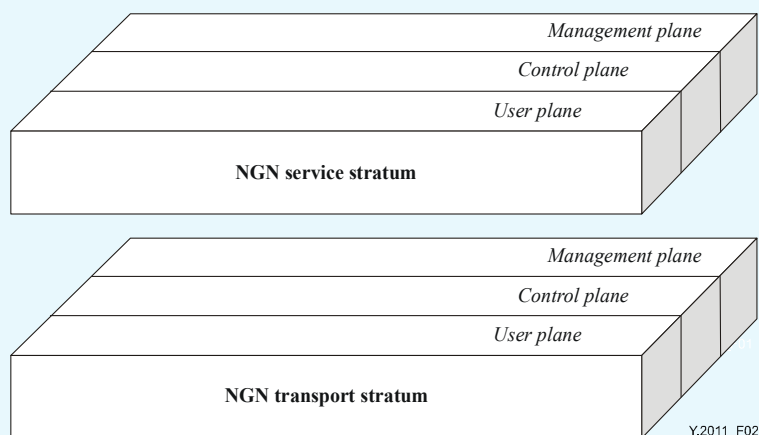 Management plane
Control plane
User plane
NGN service stratum
Management plane
Control plane
User plane
NGN transport stratum
Y.2011_F02